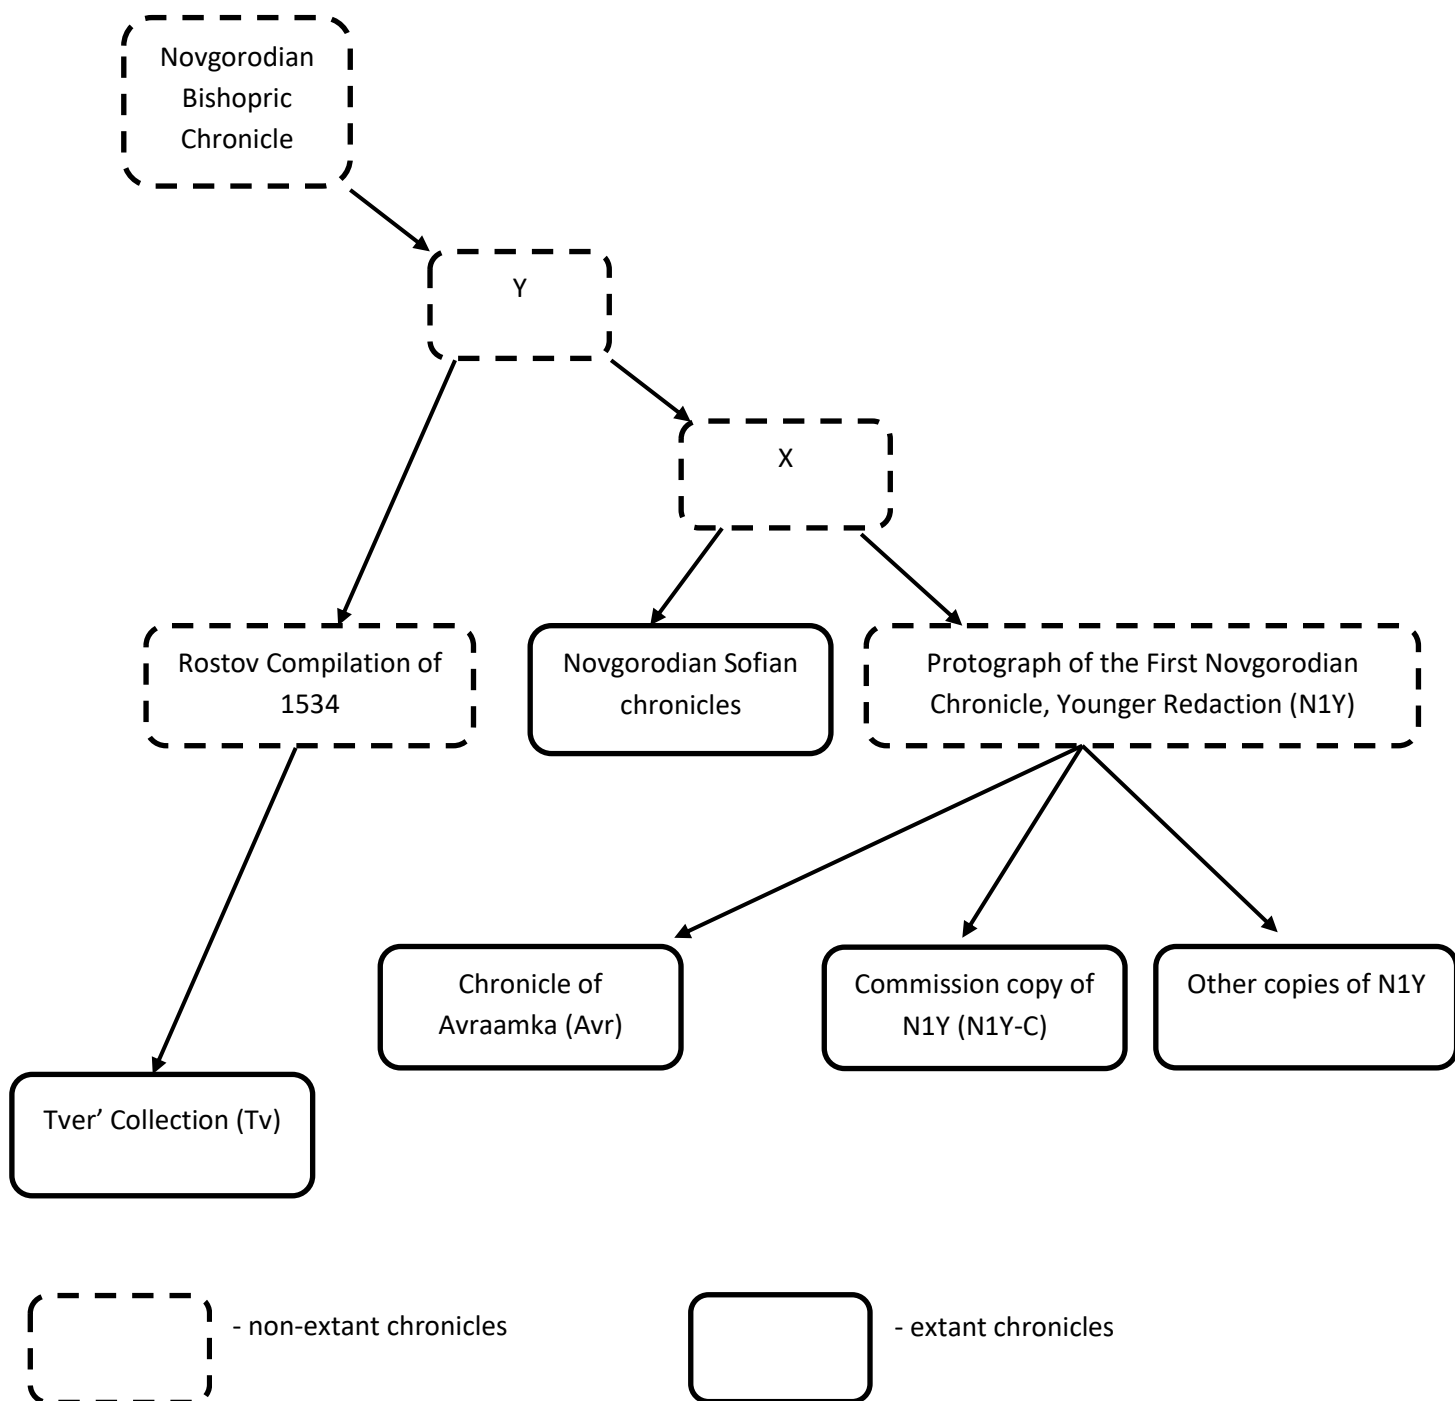 Novgorodian
Bishopric
Chronicle
Y
X
Rostov Compilation of
1534
Novgorodian Sofian
chronicles
Protograph of the First Novgorodian
Chronicle, Younger Redaction (N1Y)
Chronicle of
Avraamka (Avr)
Commission copy of
N1Y (N1Y-C)
Other copies of N1Y
Tver’ Collection (Tv)
- non-extant chronicles
- extant chronicles